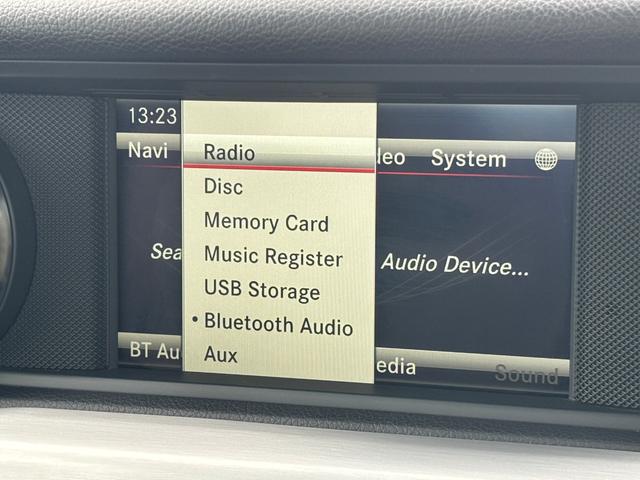 13:23
Navi
Radio
leo
System
Disc
Memory Card
Music Register
Sea
Audio Device...
USB Storage
• Bluetooth Audio
Aux
BT Au
edia
Sound